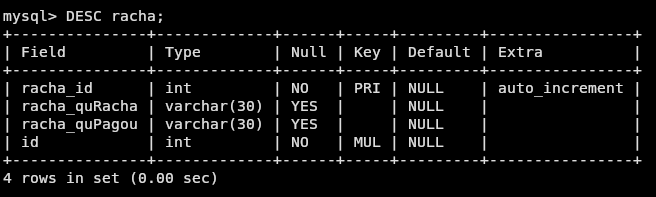 mysql> DESC racha;
+---------------+-------------+------+-----+---------+----------------+
| Field         | Type        | Null | Key | Default | Extra          |
+---------------+-------------+------+-----+---------+----------------+
| racha_id      | int         | NO   | PRI | NULL    | auto_increment |
| racha_quRacha | varchar(30) | YES  |     | NULL    |                |
| racha_quPagou | varchar(30) | YES  |     | NULL    |                |
| id            | int         | NO   | MUL | NULL    |                |
+---------------+-------------+------+-----+---------+----------------+
4 rows in set (0.00 sec)